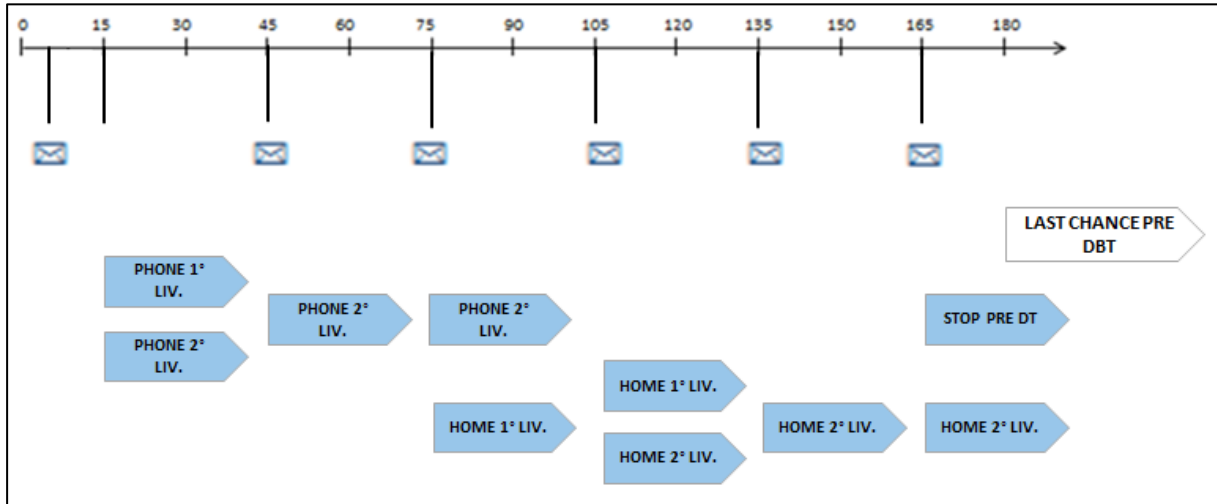 0 15 30 45 60 75 90 105 120 135 150 165 180
LAST CHANCE PRE
DBT
PHONE 1°
LIV.
PHONE 2°
LIV.
PHONE 2°
LIV.
PHONE 2°
LIV.
STOP PRE DT
HOME 1° LIV.
HOME 1° LIV.
HOME 2° LIV.
HOME 2° LIV.
HOME 2° LIV.